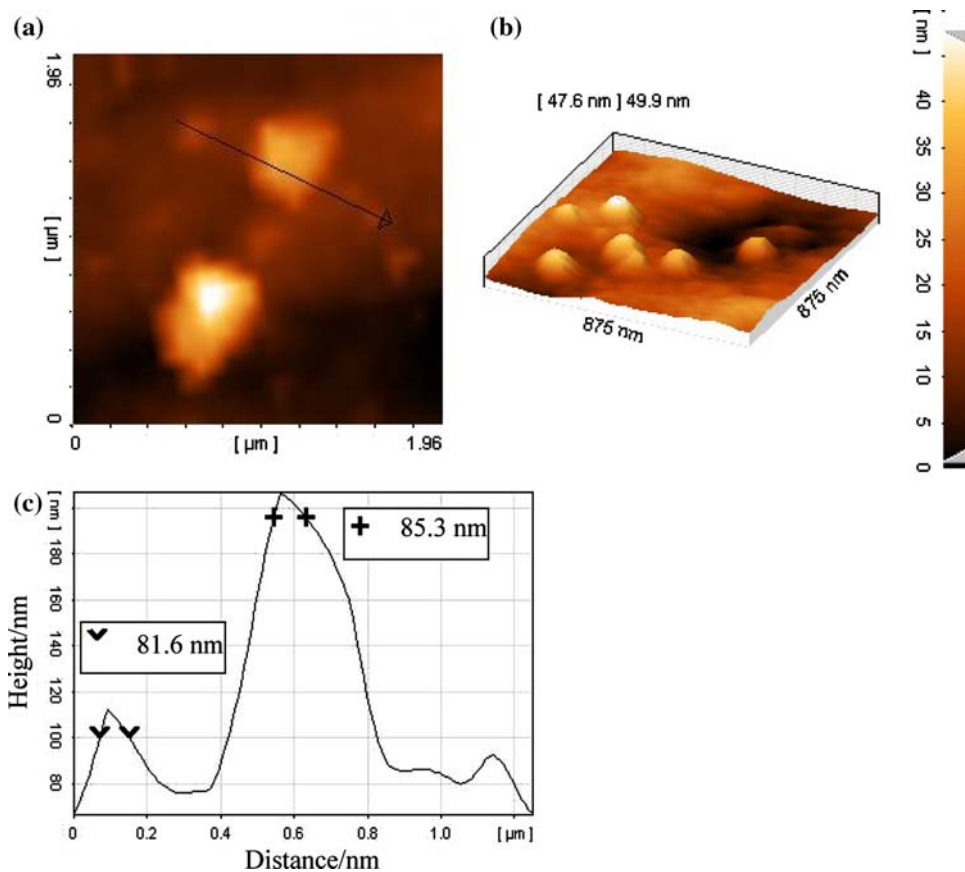 (a)
1.96
[ µm ]
0
0
[ µm ]
1.96
(b)
[ 47.6 nm ] 49.9 nm
875 nm
875 nm
[ nm ]
40
35
30
25
20
15
10
5
0
(c)
[ nm ]
180
160
140
120
100
80
Height/nm
85.3 nm
81.6 nm
0
0.2
0.4
0.6
0.8
1.0
[ µm ]
Distance/nm